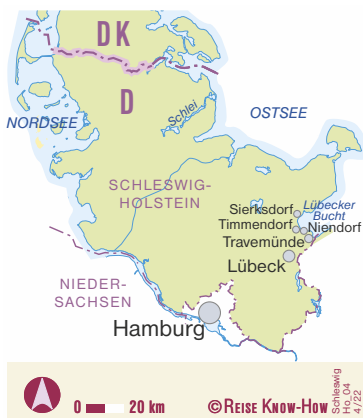 DK
D
Schlei
OSTSEE
NORDSEE
SCHLESWIG-
HOLSTEIN
Sierksdorf
Lübecker
Bucht
Timmendorf
Niendorf
Travemünde
Lübeck
NIEDER-
SACHSEN
Hamburg
0 20 km
© REISE KNOW-HOW
Schleswig
Ho_04
4/22